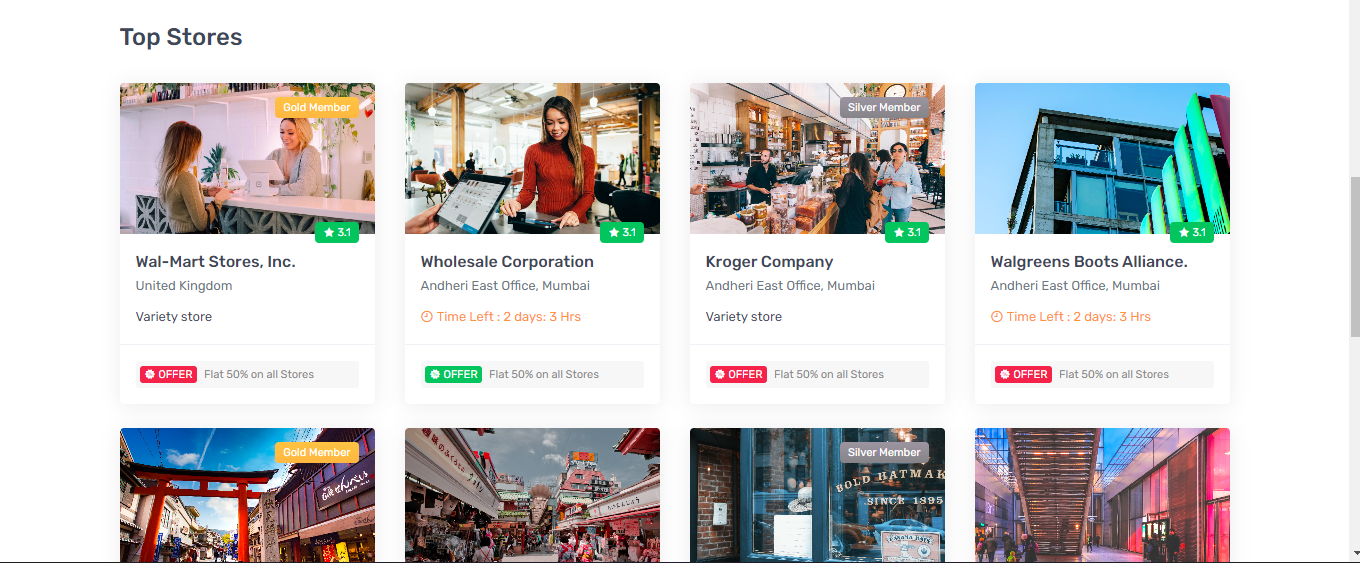 Top Stores
Gold Member
Silver Member
3.1
3.1
3.1
3.1
Wal-Mart Stores, Inc.
United Kingdom
Variety store
OFFER Flat 50% on all Stores
Wholesale Corporation
Andheri East Office, Mumbai
Time Left : 2 days: 3 Hrs
OFFER Flat 50% on all Stores
Kroger Company
Andheri East Office, Mumbai
Variety store
OFFER Flat 50% on all Stores
Walgreens Boots Alliance.
Andheri East Office, Mumbai
Time Left : 2 days: 3 Hrs
OFFER Flat 50% on all Stores
Gold Member
Silver Member
BOLD HATMAK
SINCE 1895